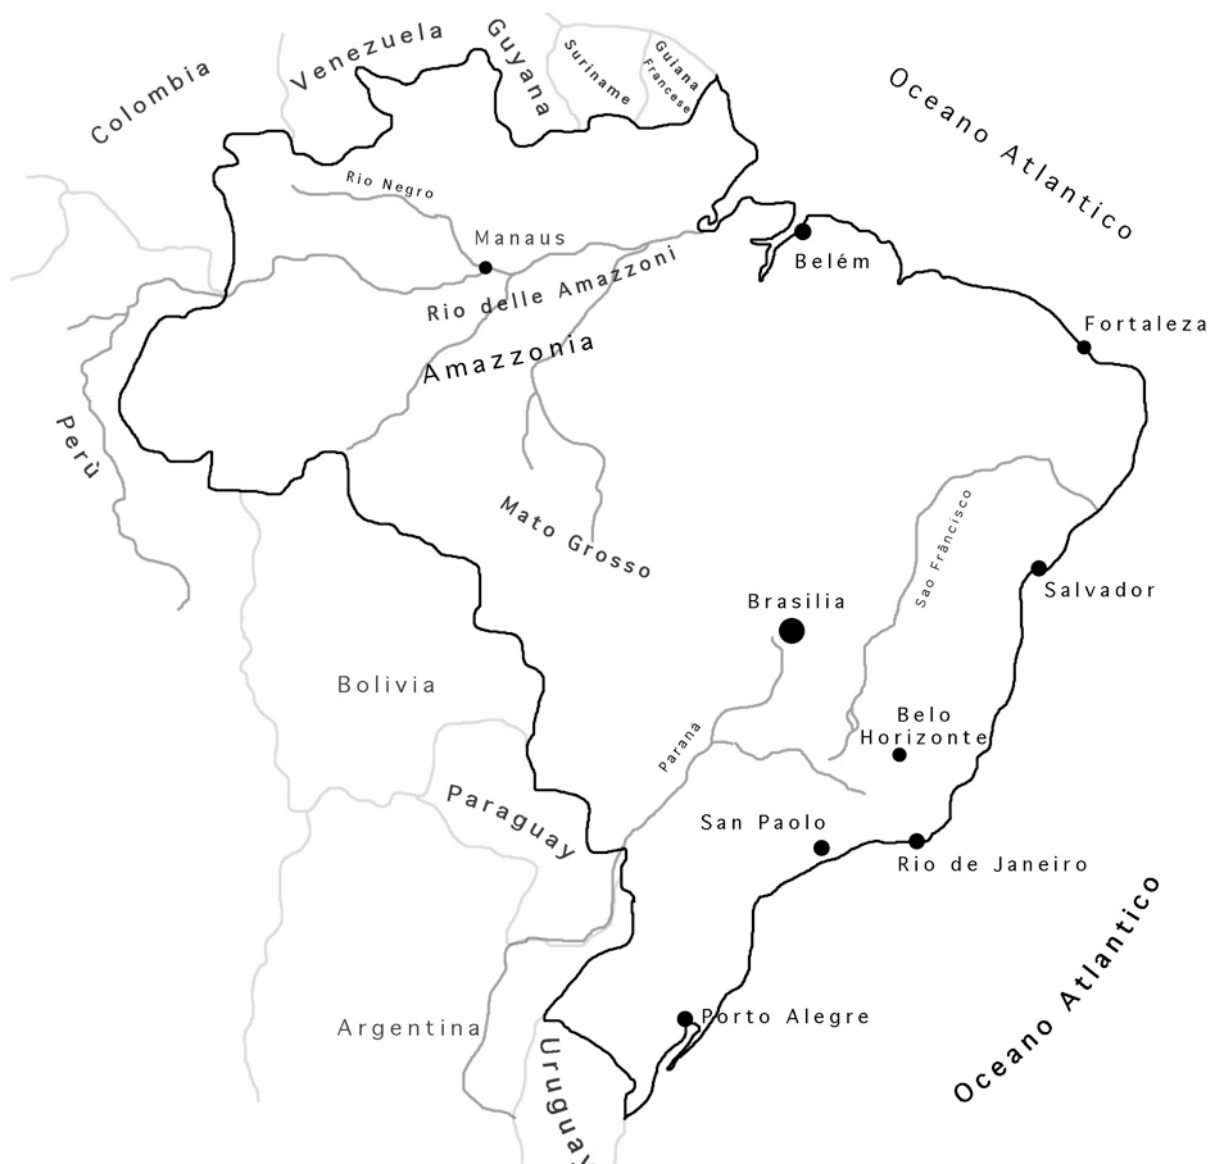 Colombia
Venezuela
Guyana
Suriname
Guiana
Francese
Oceano Atlantico
Rio Negro
Manaus
Rio delle Amazzoni
Belém
Fortaleza
Amazzonia
Perù
Mato Grosso
Sao Frâncisco
Salvador
Brasilia
Bolivia
Belo
Horizonte
Paranà
Paraguay
San Paolo
Rio de Janeiro
Oceano Atlantico
Argentina
Porto Alegre
Uruguay